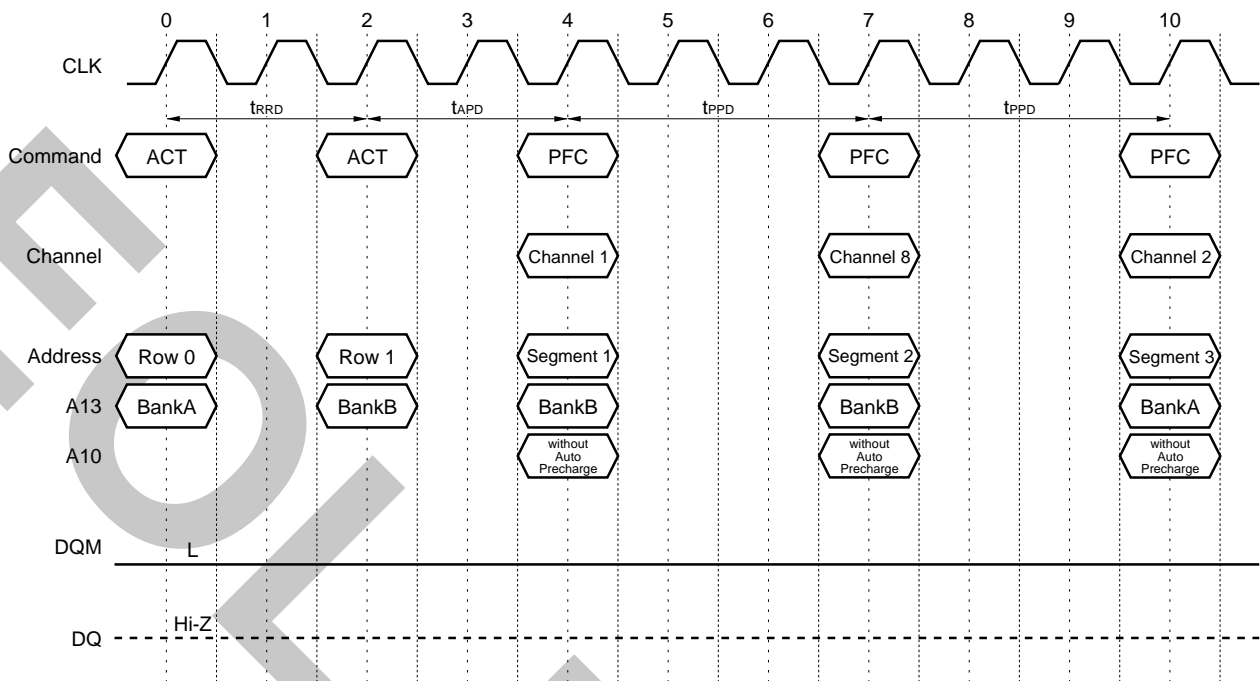 0 1 2 3 4 5 6 7 8 9 10
CLK
tRRD tAPD tPPD tPPD
Command ACT ACT PFC PFC PFC
Channel Channel 1 Channel 8 Channel 2
Address Row 0 Row 1 Segment 1 Segment 2 Segment 3
A13 BankA BankB BankB BankB BankA
A10 without Auto Precharge without Auto Precharge without Auto Precharge
DQM L
DQ Hi-Z